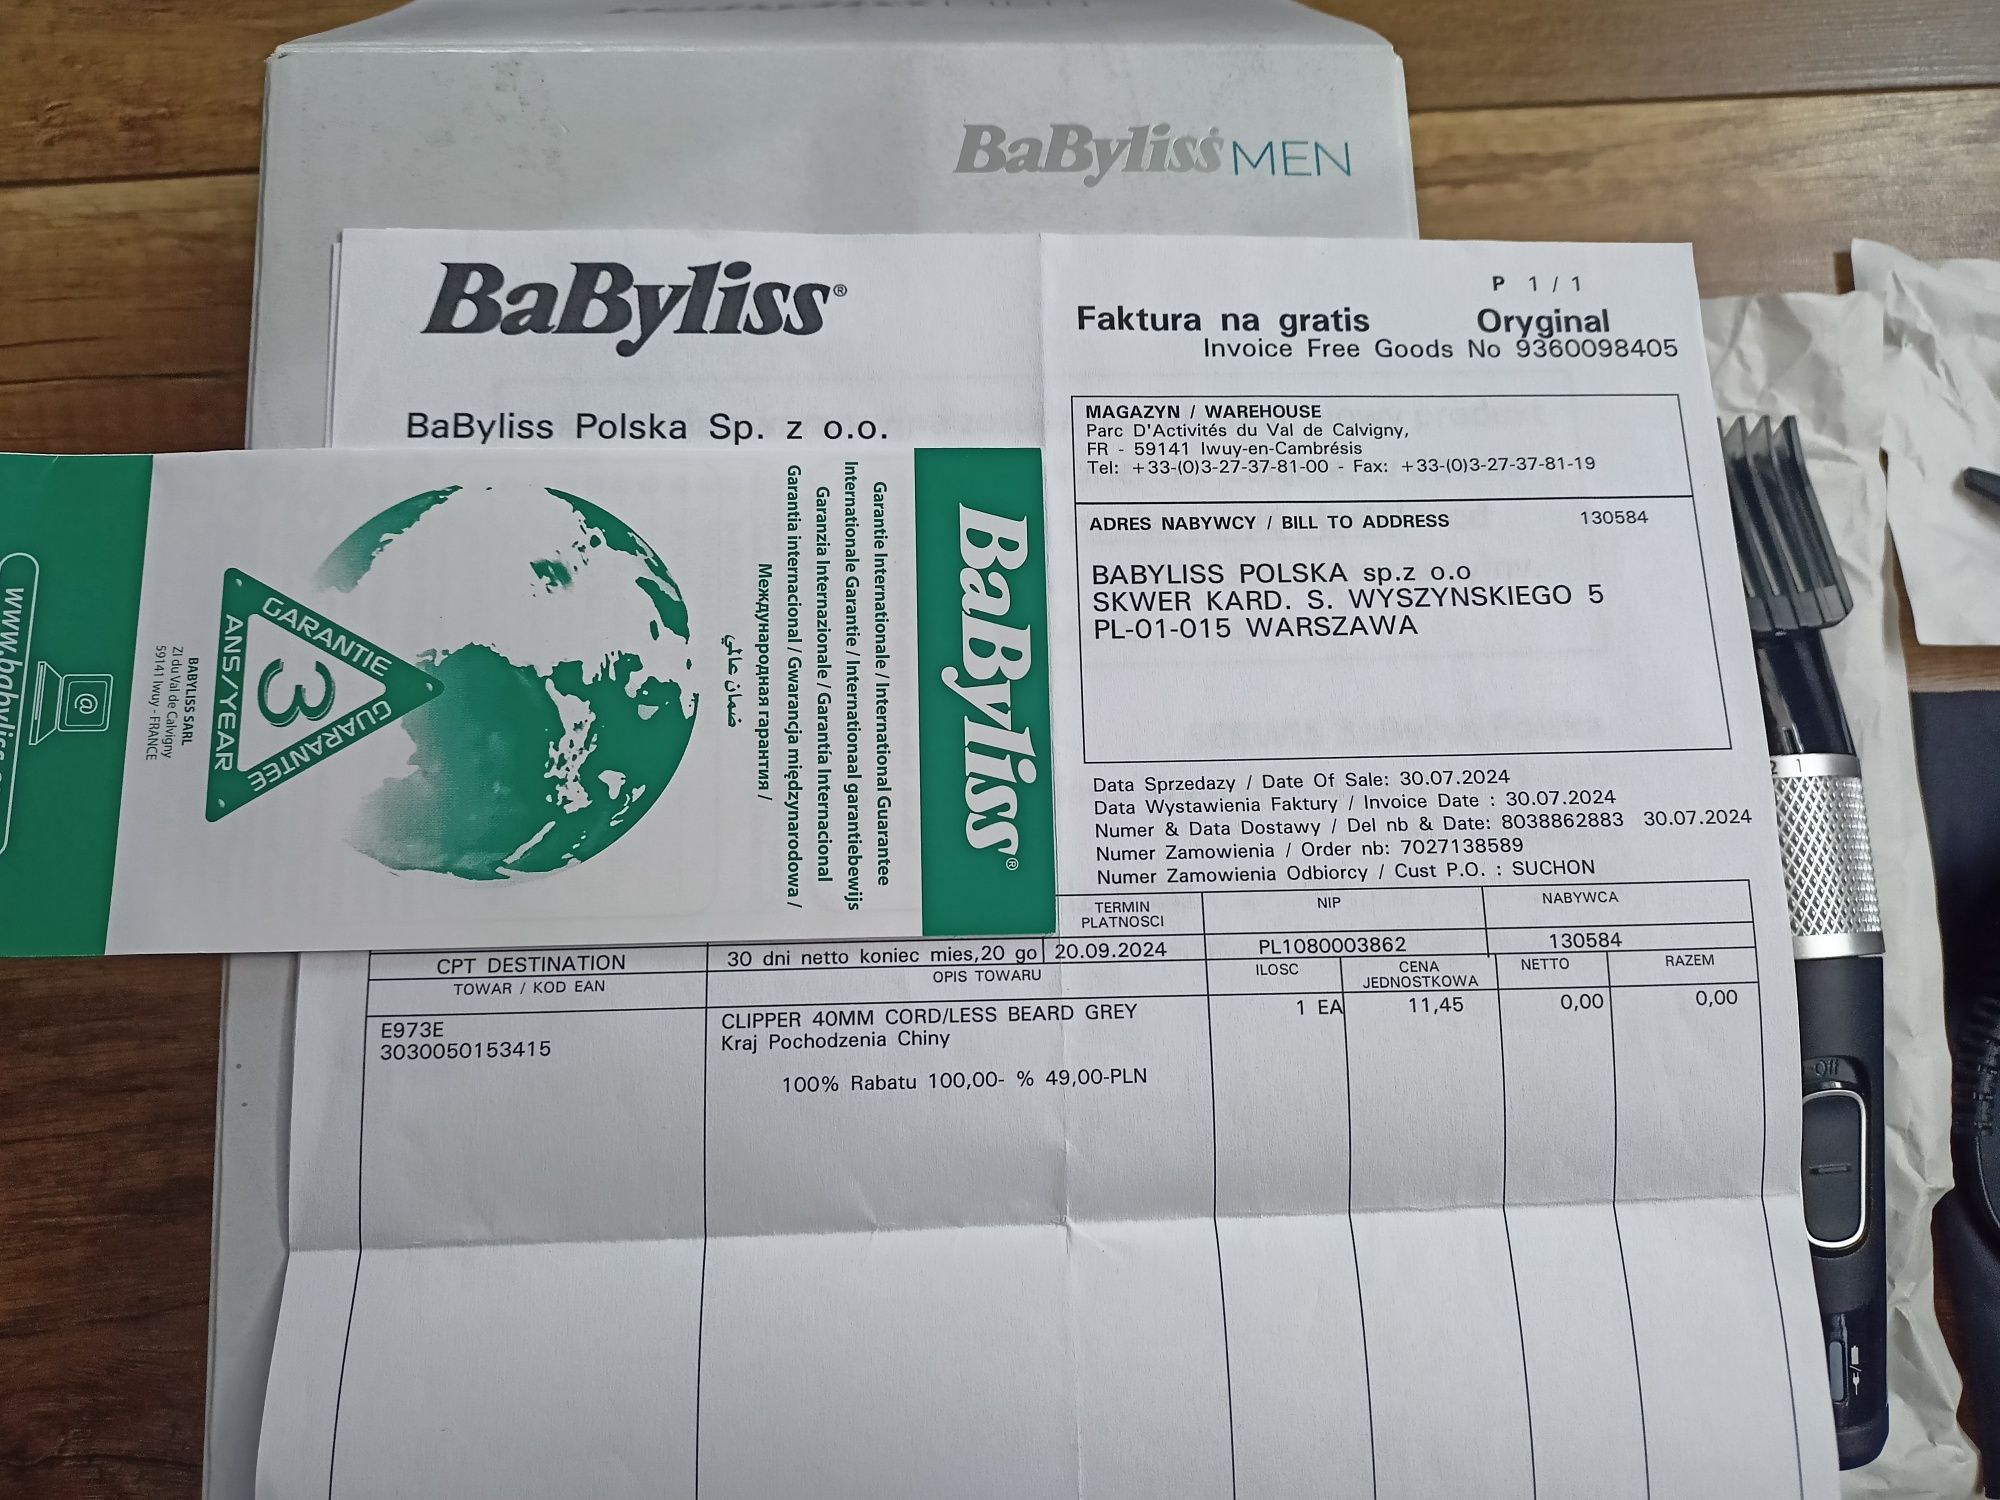 BaByliss MEN
BaByliss®
P 1 / 1
Faktura na gratis Oryginal
Invoice Free Goods No 9360098405
BaByliss Polska Sp. z o.o.
MAGAZYN / WAREHOUSE
Parc D'Activités du Val de Calvigny,
FR - 59141 Iwuy-en-Cambrésis
Tel: +33-(0)3-27-37-81-00 - Fax: +33-(0)3-27-37-81-19
ADRES NABYWCY / BILL TO ADDRESS 130584
BABYLISS POLSKA sp.z o.o
SKWER KARD. S. WYSZYNSKIEGO 5
PL-01-015 WARSZAWA
Data Sprzedazy / Date Of Sale: 30.07.2024
Data Wystawienia Faktury / Invoice Date : 30.07.2024
Numer & Data Dostawy / Del nb & Date: 8038862883 30.07.2024
Numer Zamowienia / Order nb: 7027138589
Numer Zamowienia Odbiorcy / Cust P.O. : SUCHON
BaByliss®
Garantie Internationale / International Guarantee
Internationale Garantie / Internationaal garantiebewijs
Garanzia Internazionale / Garantía Internacional
Garantia internacional / Gwarancja międzynarodowa /
Международная гарантия /
ضمان عالمي
GARANTIE
GUARANTEE
ANS/YEAR
3
BABYLISS SARL
ZI du Val de Calvigny
59141 Iwuy - FRANCE
@
TERMIN PLATNOSCI NIP NABYWCA
CPT DESTINATION 30 dni netto koniec mies,20 go 20.09.2024 PL1080003862 130584
TOWAR / KOD EAN OPIS TOWARU ILOSC CENA JEDNOSTKOWA NETTO RAZEM
E973E CLIPPER 40MM CORD/LESS BEARD GREY 1 EA 11,45 0,00 0,00
3030050153415 Kraj Pochodzenia Chiny
100% Rabatu 100,00- % 49,00-PLN
2 1
Off